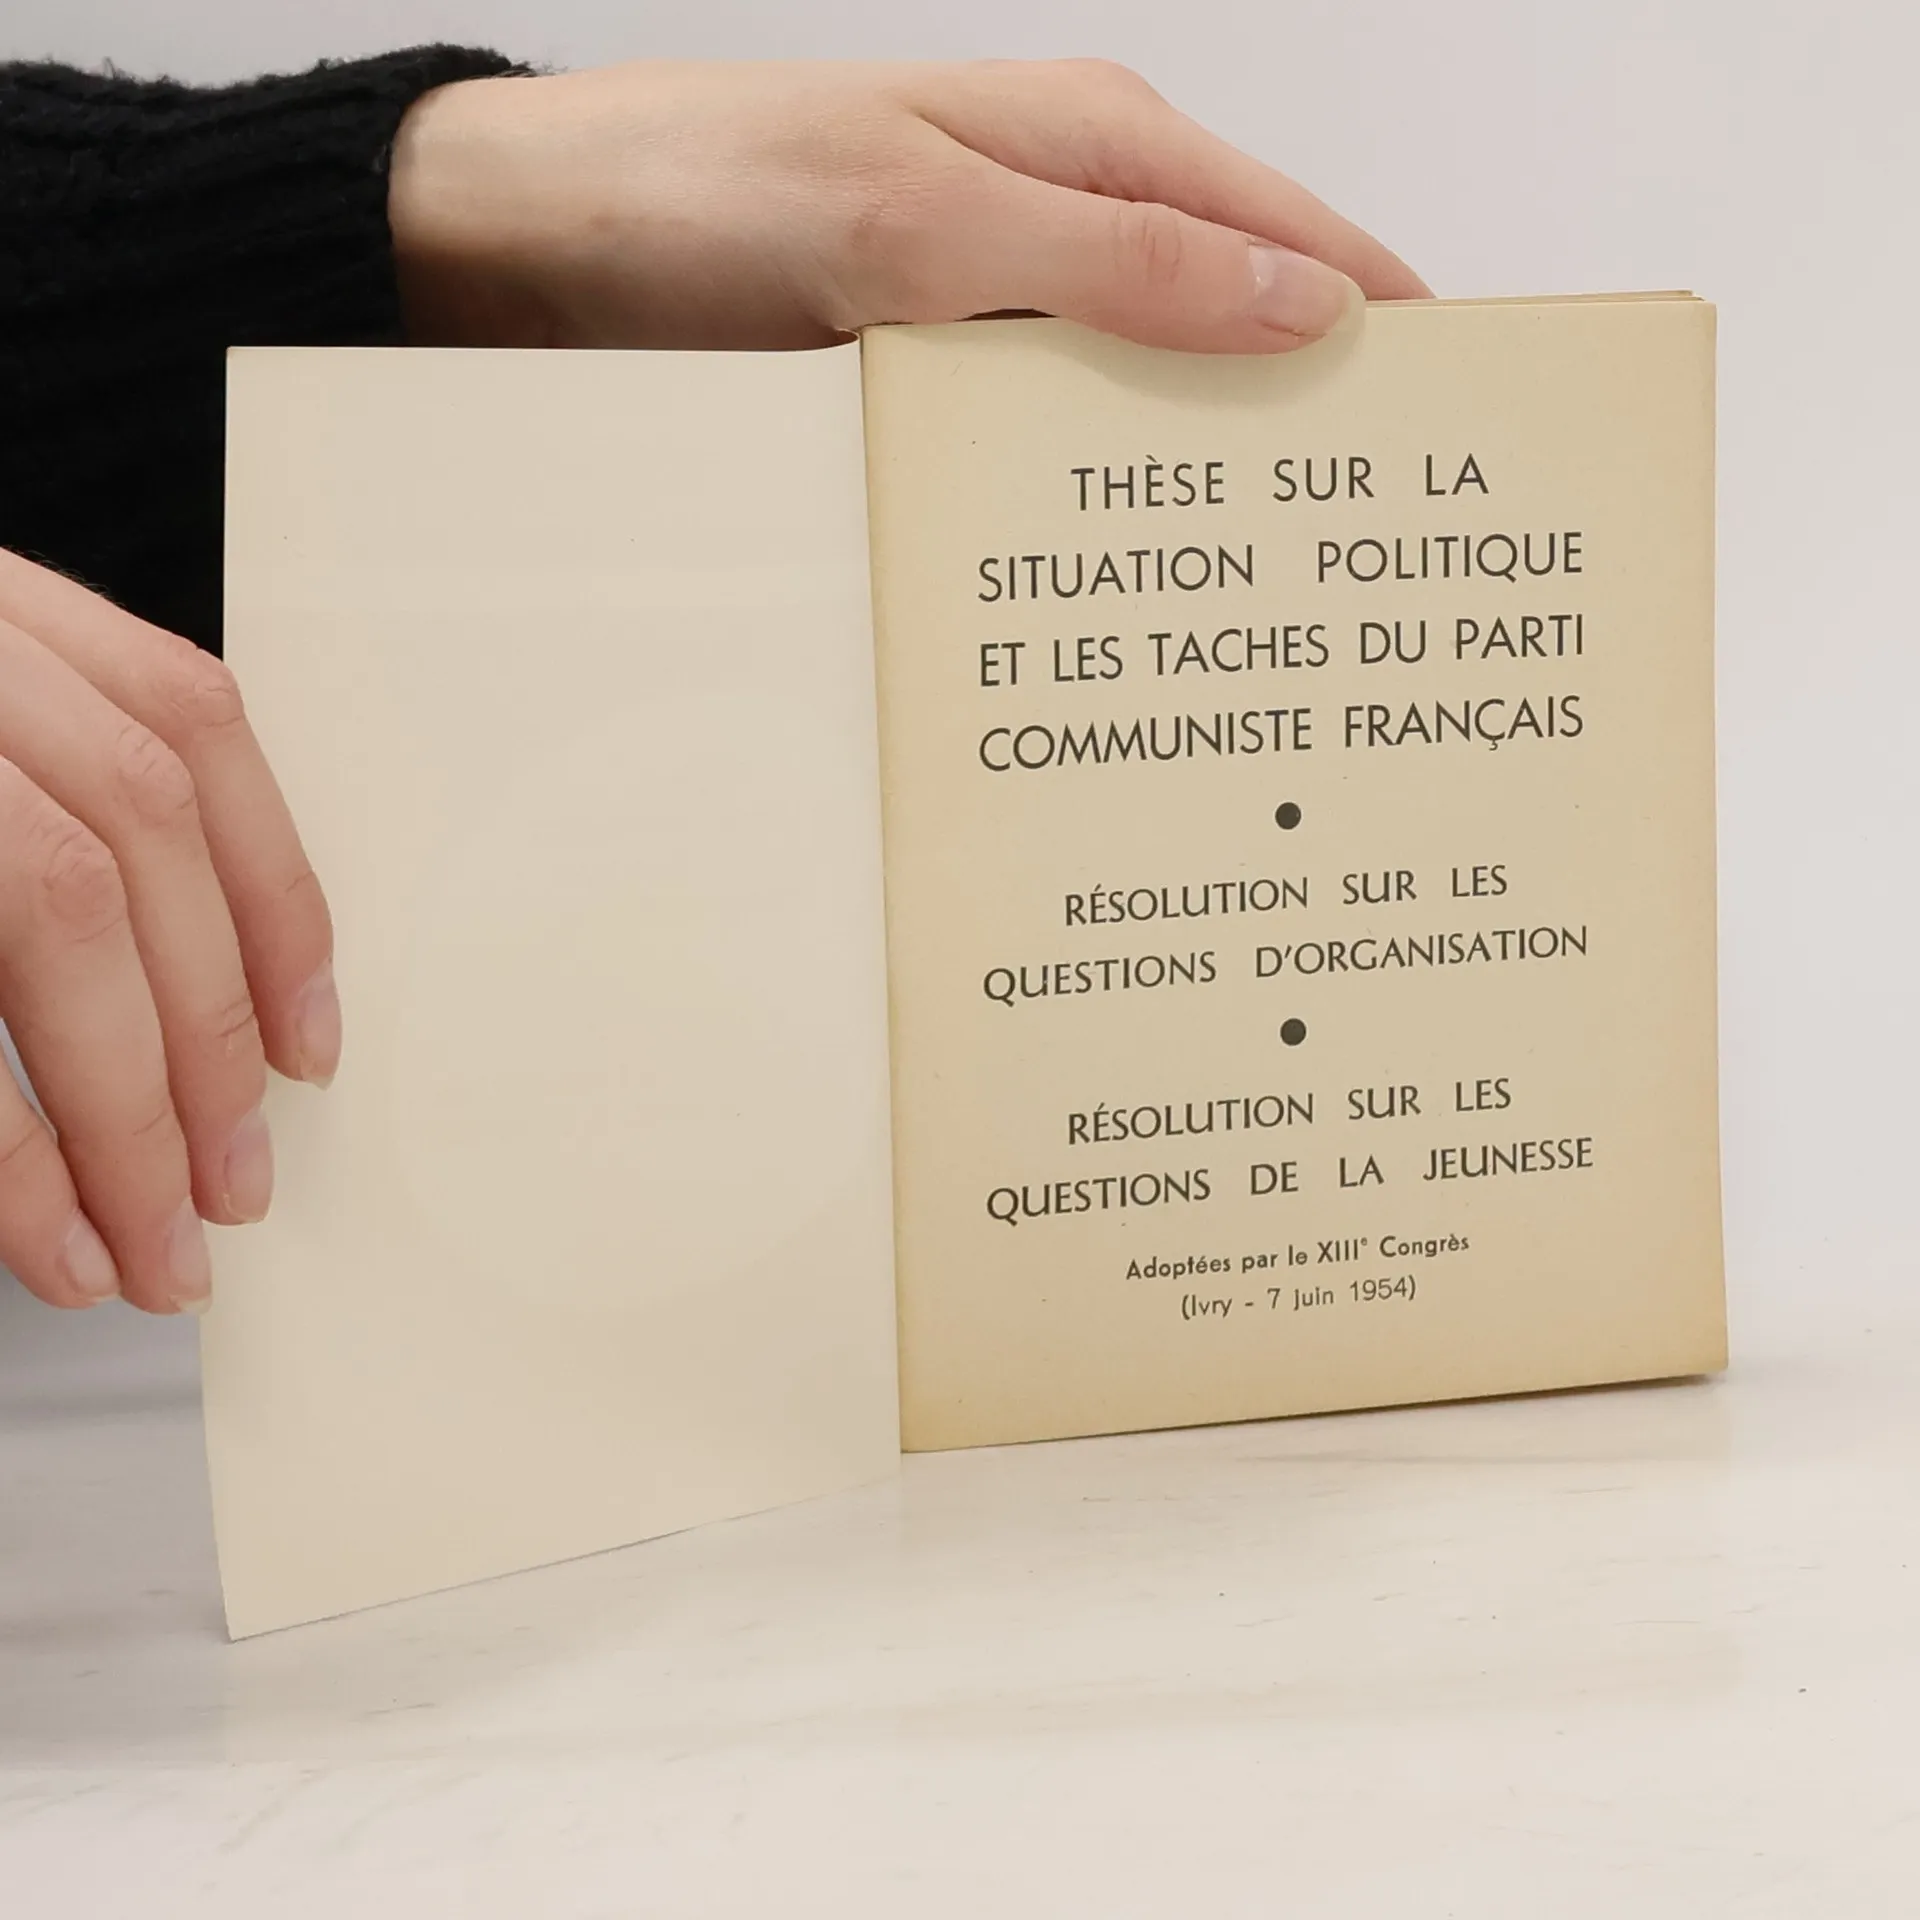 THÈSE SUR LA
SITUATION POLITIQUE
ET LES TACHES DU PARTI
COMMUNISTE FRANÇAIS
●
RÉSOLUTION SUR LES
QUESTIONS D'ORGANISATION
●
RÉSOLUTION SUR LES
QUESTIONS DE LA JEUNESSE
Adoptées par le XIIIᵉ Congrès
(Ivry - 7 juin 1954)